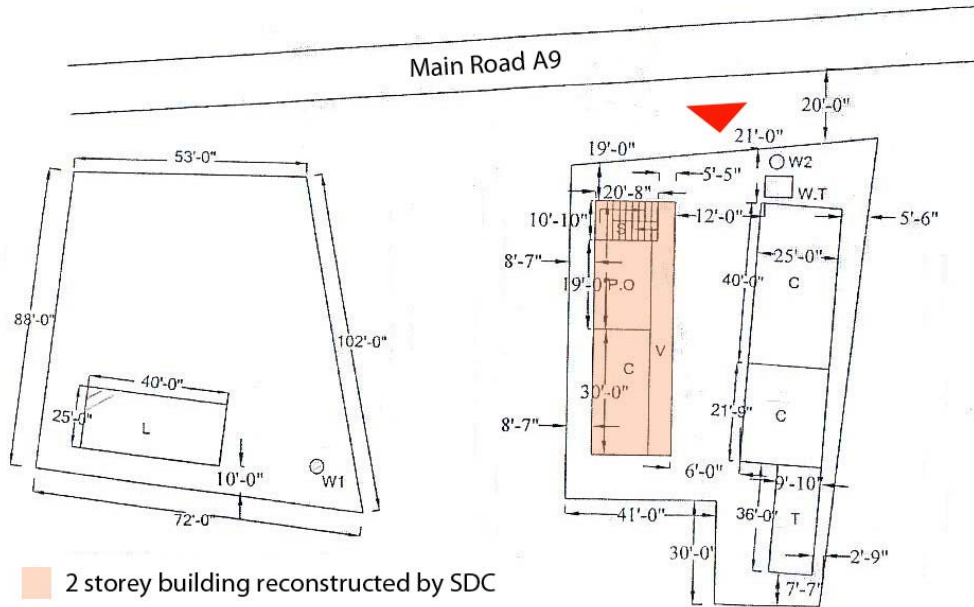 Main Road A9
20'-0"
53'-0"
88'-0"
102'-0"
40'-0"
25'-0"
L
10'-0"
W1
72'-0"
19'-0"
21'-0"
W2
5'-5"
W.T
20'-8"
10'-10"
12'-0"
5'-6"
S
8'-7"
25'-0"
19'-0"
P.O
40'-0"
C
V
C
30'-0"
21'-9"
C
8'-7"
6'-0"
9'-10"
41'-0"
36'-0"
T
30'-0"
2'-9"
7'-7"
2 storey building reconstructed by SDC